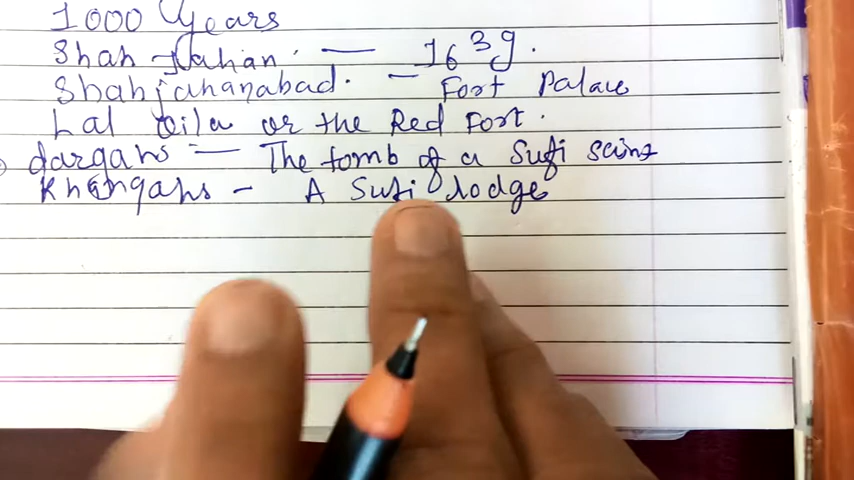 1000 Years
Shah Jahan. — 1639.
Shahjahanabad. — Fort Palace
Lal Qila or the Red Fort.
dargahs — The tomb of a Sufi saint
Khanqahs - A Sufi lodge